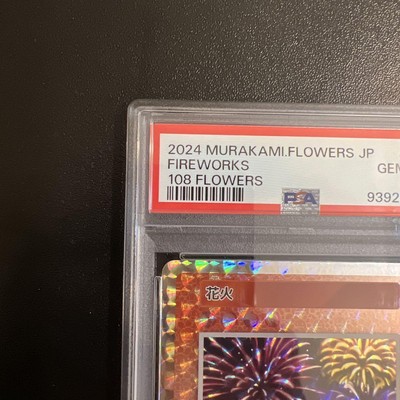 2024 MURAKAMI.FLOWERS JP
FIREWORKS
GEM
108 FLOWERS
PSA
9392
花火